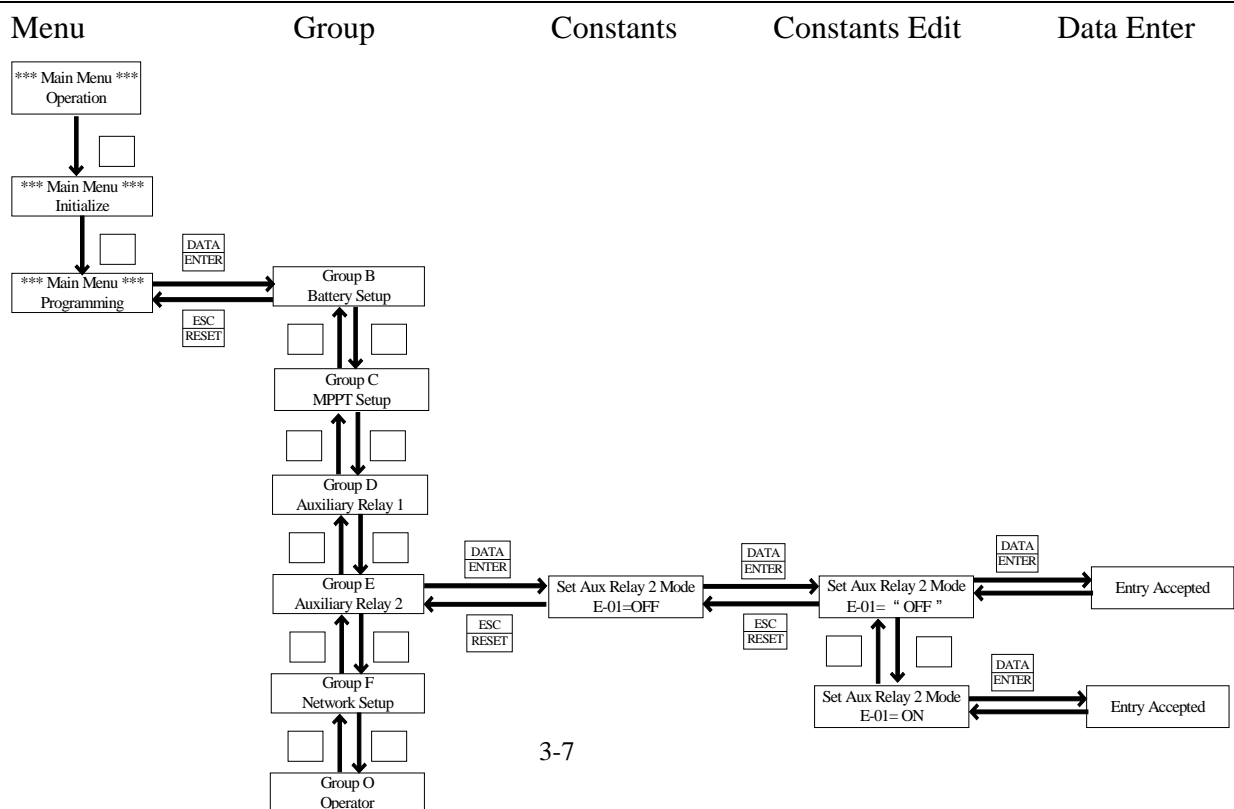 Menu Group Constants Constants Edit Data Enter
*** Main Menu ***
Operation
*** Main Menu ***
Initialize
*** Main Menu ***
Programming
DATA
ENTER
ESC
RESET
Group B
Battery Setup
Group C
MPPT Setup
Group D
Auxiliary Relay 1
Group E
Auxiliary Relay 2
DATA
ENTER
ESC
RESET
Set Aux Relay 2 Mode
E-01=OFF
DATA
ENTER
ESC
RESET
Set Aux Relay 2 Mode
E-01= “ OFF ”
DATA
ENTER
Entry Accepted
Set Aux Relay 2 Mode
E-01= ON
DATA
ENTER
Entry Accepted
Group F
Network Setup
Group O
Operator
3-7